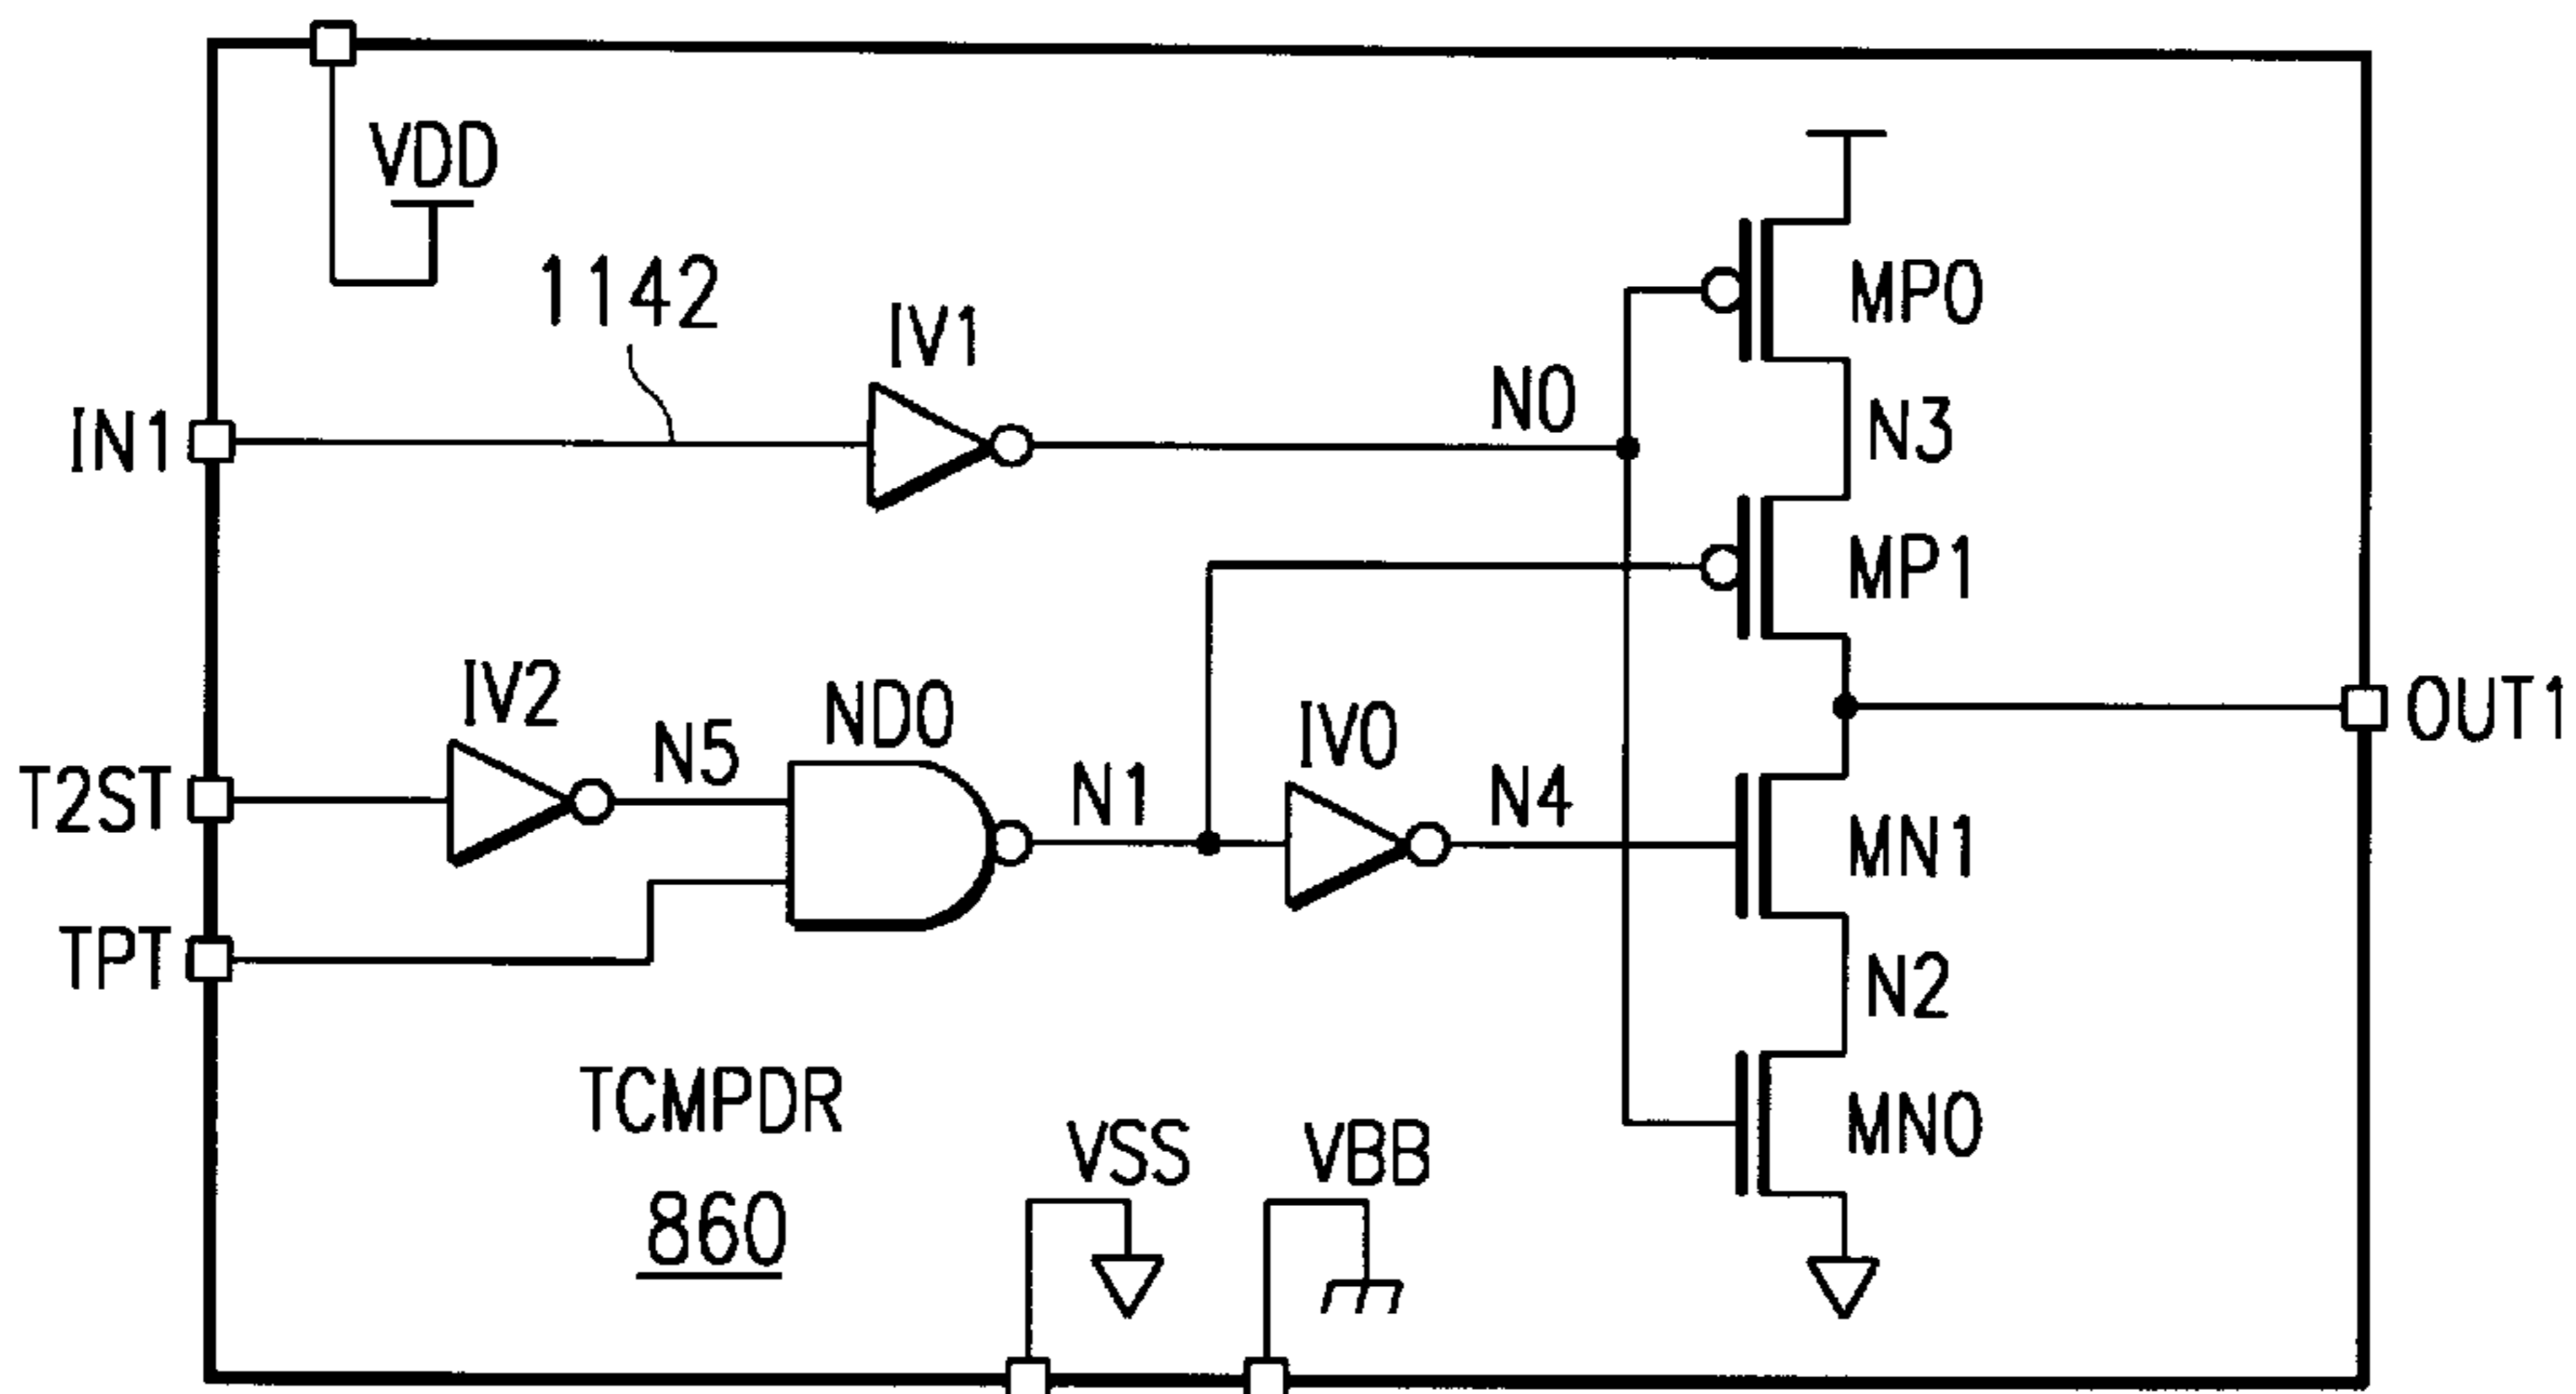 VDD
1142
IV1
MP0
N0
N3
IN1
MP1
IV2
ND0
IV0
N5
N1
N4
OUT1
T2ST
MN1
TPT
N2
TCMPDR
860
VSS
VBB
MN0